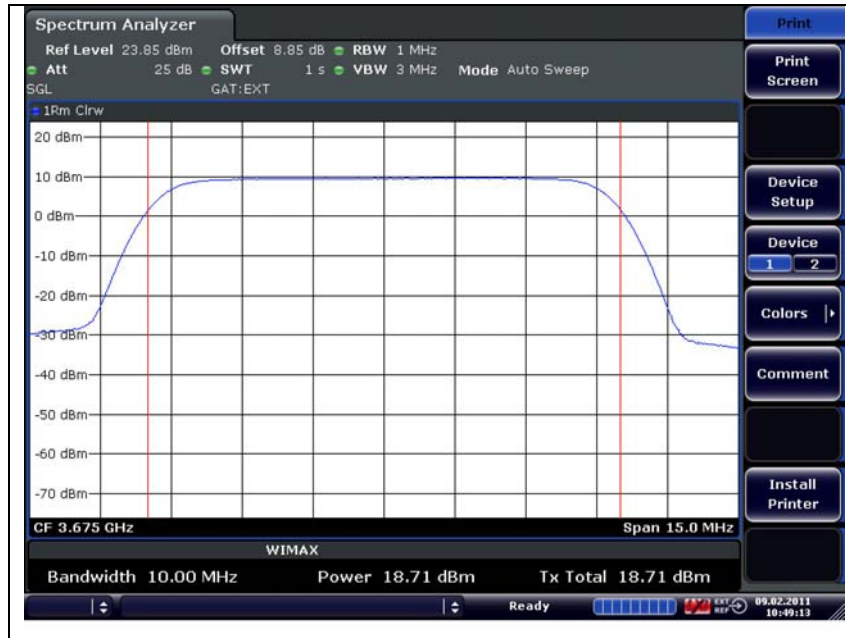 Spectrum Analyzer
Ref Level 23.85 dBm Offset 8.85 dB RBW 1 MHz
Att 25 dB SWT 1 s VBW 3 MHz Mode Auto Sweep
SGL GAT:EXT
1Rm Clrw
20 dBm
10 dBm
0 dBm
-10 dBm
-20 dBm
-30 dBm
-40 dBm
-50 dBm
-60 dBm
-70 dBm
CF 3.675 GHz Span 15.0 MHz
WIMAX
Bandwidth 10.00 MHz Power 18.71 dBm Tx Total 18.71 dBm
Ready EXT REF 09.02.2011 10:49:13
Print
Print Screen
Device Setup
Device
1 2
Colors
Comment
Install Printer